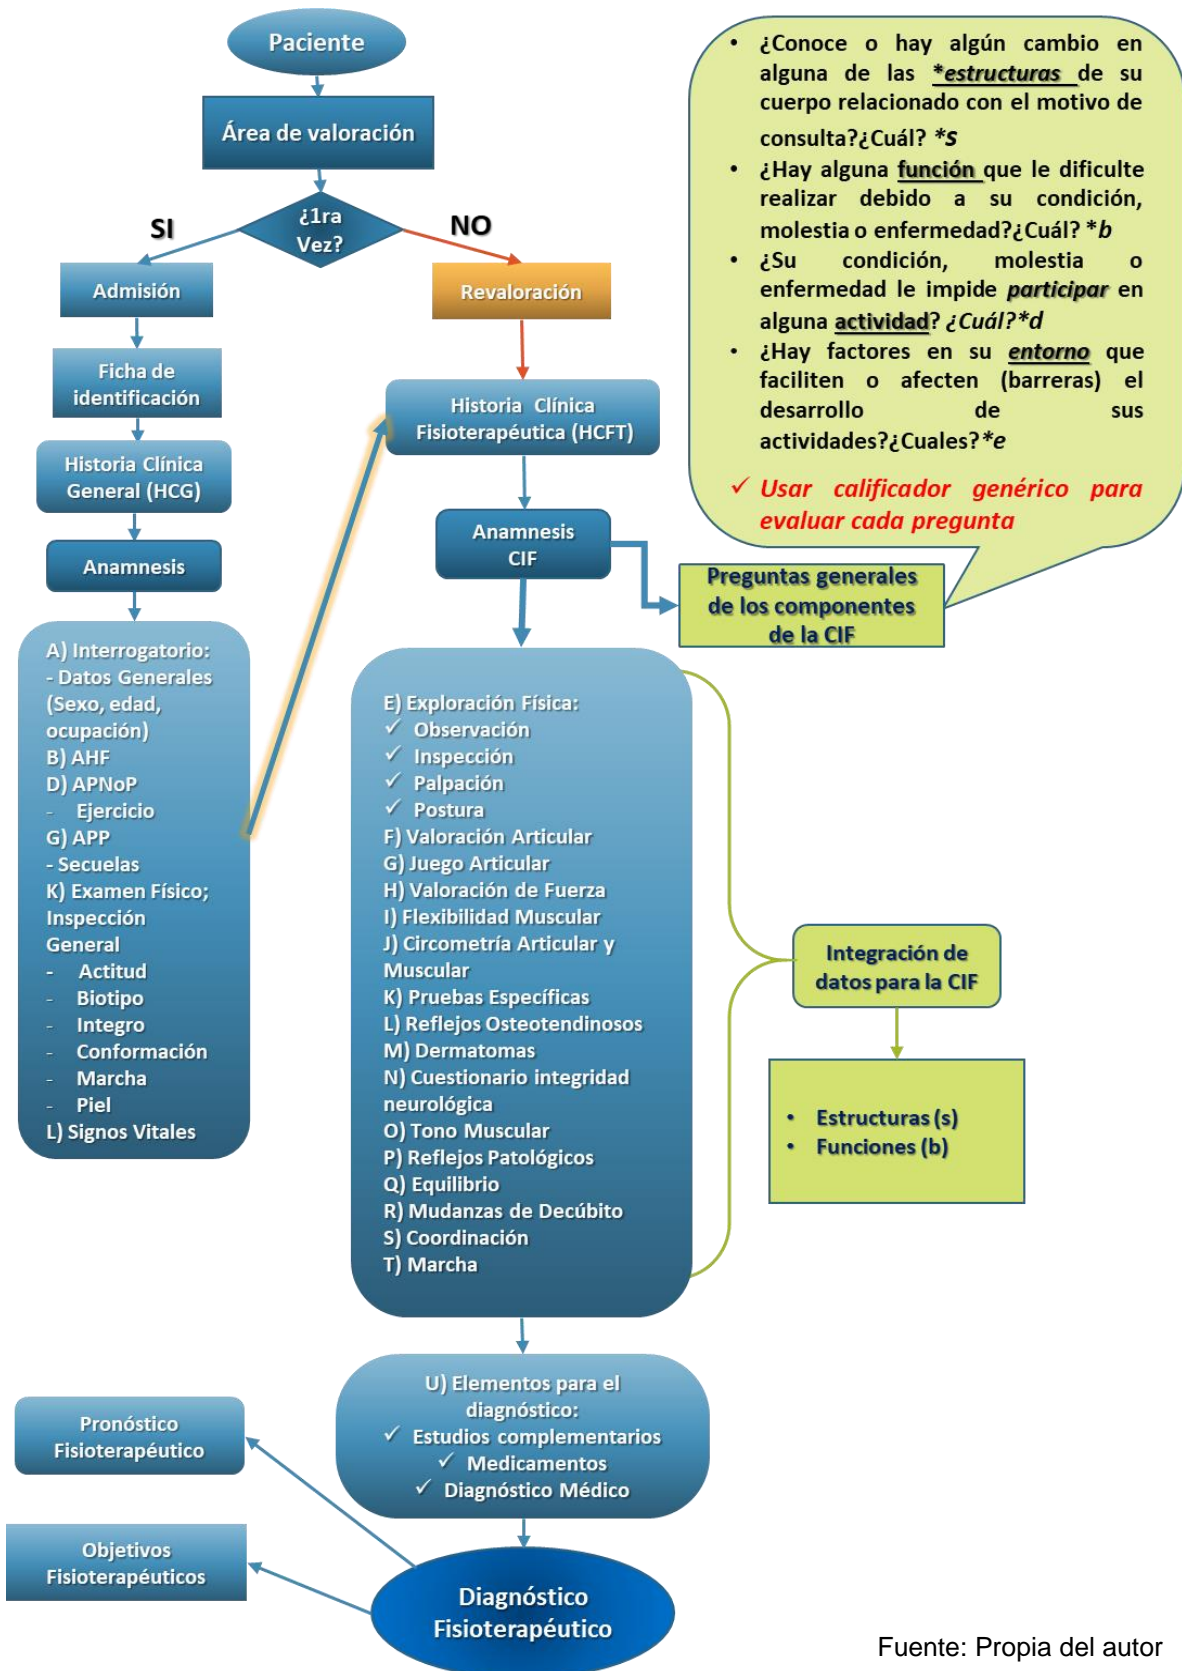 Paciente
Área de valoración
¿1ra
Vez?
SI
NO
Admisión
Ficha de
identificación
Historia Clínica
General (HCG)
Anamnesis
A) Interrogatorio:
- Datos Generales
(Sexo, edad,
ocupación)
B) AHF
D) APNoP
- Ejercicio
G) APP
- Secuelas
K) Examen Físico;
Inspección
General
- Actitud
- Biotipo
- Integro
- Conformación
- Marcha
- Piel
L) Signos Vitales
Revaloración
Historia Clínica
Fisioterapéutica (HCFT)
Anamnesis
CIF
Preguntas generales
de los componentes
de la CIF
• ¿Conoce o hay algún cambio en
alguna de las *estructuras de su
cuerpo relacionado con el motivo de
consulta?¿Cuál? *s
• ¿Hay alguna función que le dificulte
realizar debido a su condición,
molestia o enfermedad?¿Cuál? *b
• ¿Su condición, molestia o
enfermedad le impide participar en
alguna actividad? ¿Cuál?*d
• ¿Hay factores en su entorno que
faciliten o afecten (barreras) el
desarrollo de sus
actividades?¿Cuales?*e
✓ Usar calificador genérico para
evaluar cada pregunta
E) Exploración Física:
✓ Observación
✓ Inspección
✓ Palpación
✓ Postura
F) Valoración Articular
G) Juego Articular
H) Valoración de Fuerza
I) Flexibilidad Muscular
J) Circometría Articular y
Muscular
K) Pruebas Específicas
L) Reflejos Osteotendinosos
M) Dermatomas
N) Cuestionario integridad
neurológica
O) Tono Muscular
P) Reflejos Patológicos
Q) Equilibrio
R) Mudanzas de Decúbito
S) Coordinación
T) Marcha
Integración de
datos para la CIF
• Estructuras (s)
• Funciones (b)
U) Elementos para el
diagnóstico:
✓ Estudios complementarios
✓ Medicamentos
✓ Diagnóstico Médico
Pronóstico
Fisioterapéutico
Objetivos
Fisioterapéuticos
Diagnóstico
Fisioterapéutico
Fuente: Propia del autor